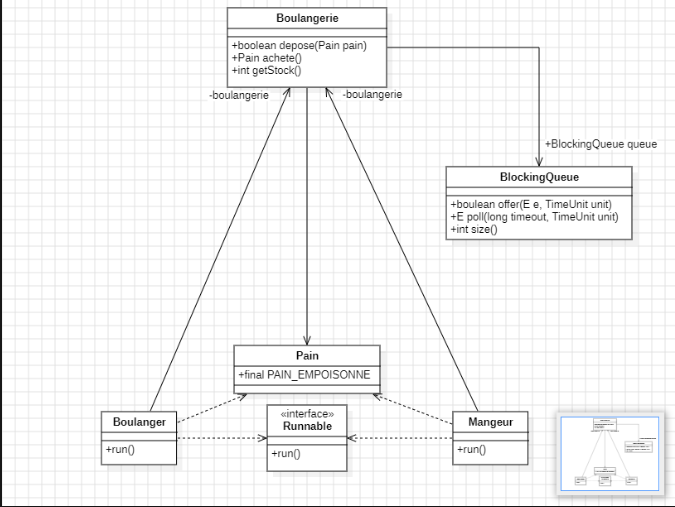 Boulangerie
+boolean depose(Pain pain)
+Pain achete()
+int getStock()
-boulangerie
-boulangerie
+BlockingQueue queue
BlockingQueue
+boulean offer(E e, TimeUnit unit)
+E poll(long timeout, TimeUnit unit)
+int size()
Pain
+final PAIN_EMPOISONNE
Boulanger
+run()
«interface»
Runnable
+run()
Mangeur
+run()